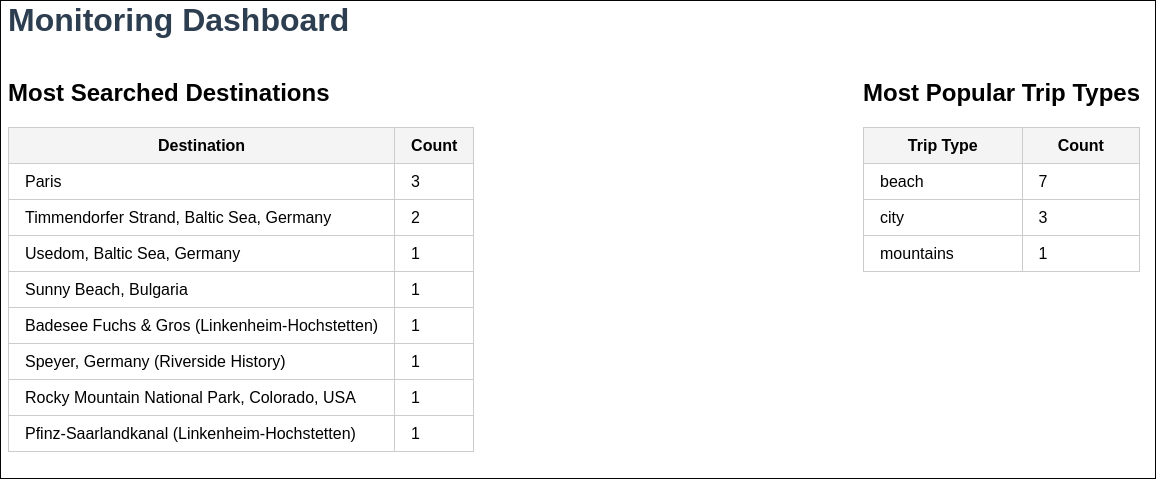 Monitoring Dashboard
Most Searched Destinations
Destination Count
Paris 3
Timmendorfer Strand, Baltic Sea, Germany 2
Usedom, Baltic Sea, Germany 1
Sunny Beach, Bulgaria 1
Badesee Fuchs & Gros (Linkenheim-Hochstetten) 1
Speyer, Germany (Riverside History) 1
Rocky Mountain National Park, Colorado, USA 1
Pfinz-Saarlandkanal (Linkenheim-Hochstetten) 1
Most Popular Trip Types
Trip Type Count
beach 7
city 3
mountains 1